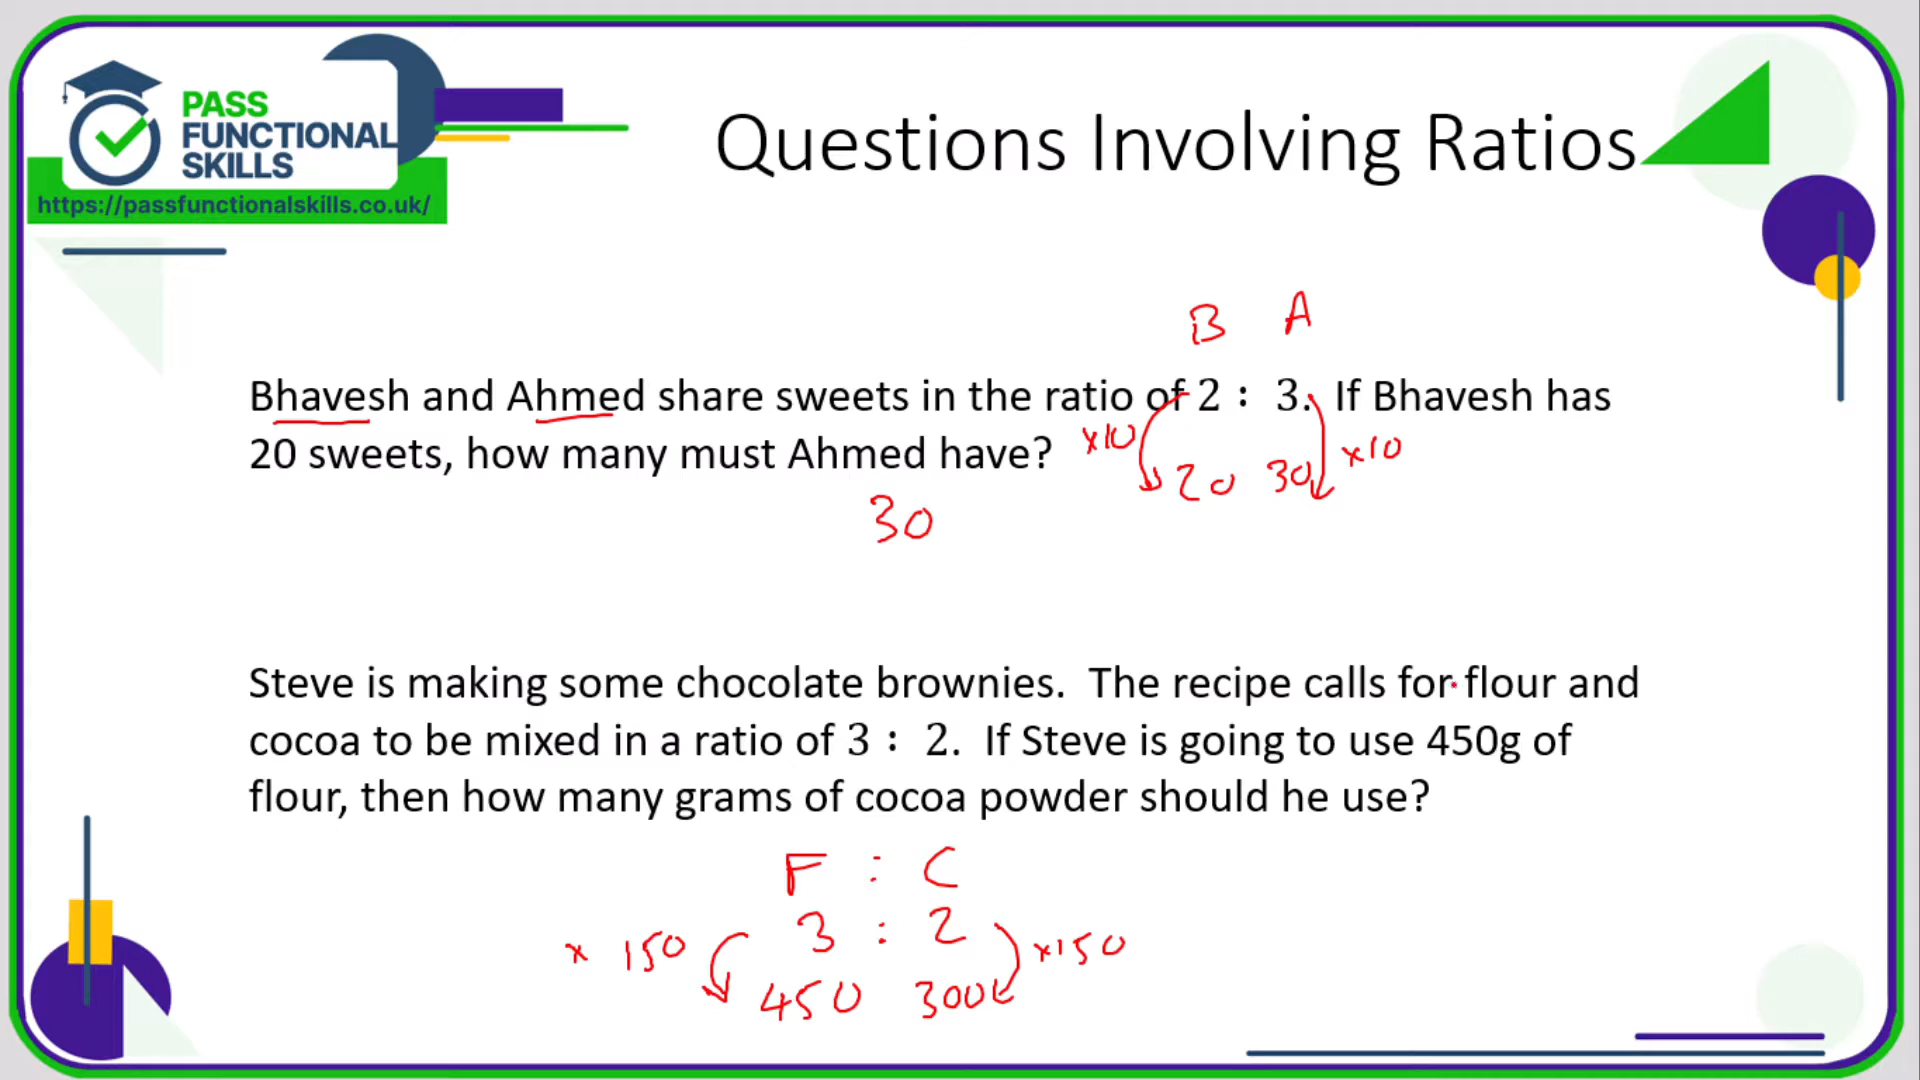 PASS
FUNCTIONAL
SKILLS
https://passfunctionalskills.co.uk/
Questions Involving Ratios
B A
Bhavesh and Ahmed share sweets in the ratio of 2 : 3. If Bhavesh has
20 sweets, how many must Ahmed have?
x10 20 30 x10
30
Steve is making some chocolate brownies. The recipe calls for flour and
cocoa to be mixed in a ratio of 3 : 2. If Steve is going to use 450g of
flour, then how many grams of cocoa powder should he use?
F : C
x 150 3 : 2 x150
450 300